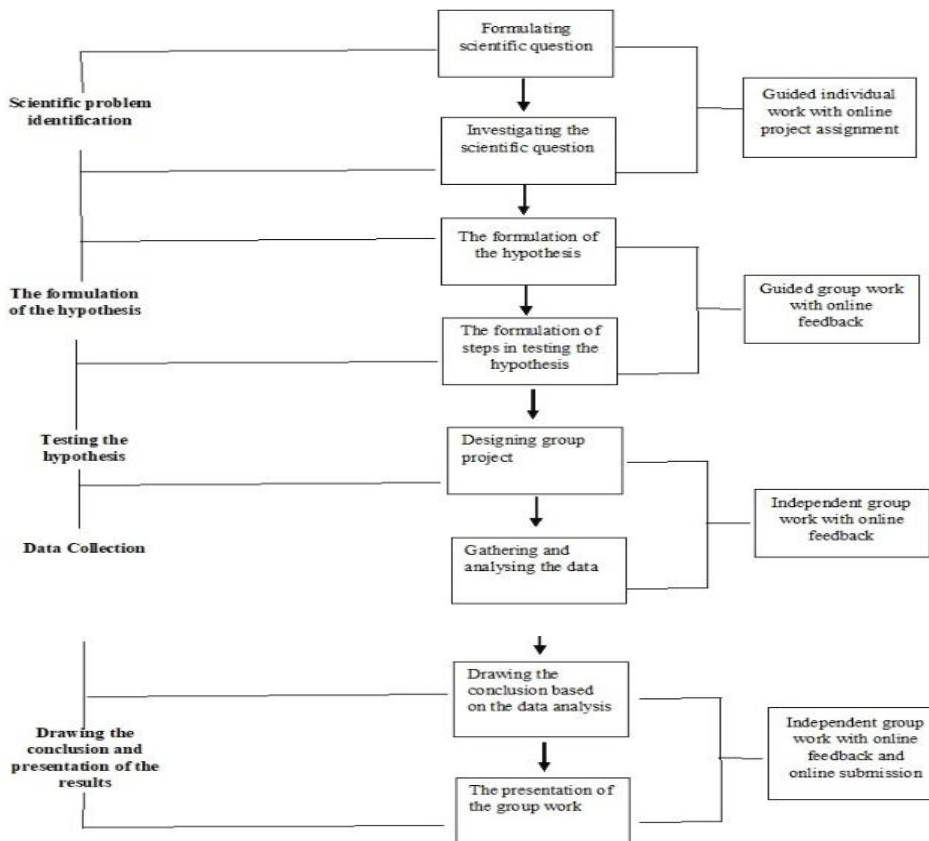 Formulating
scientific question
Scientific problem
identification
Guided individual
work with online
project assignment
Investigating the
scientific question
The formulation of
the hypothesis
The formulation
of the hypothesis
Guided group work
with online
feedback
The formulation of
steps in testing the
hypothesis
Testing the
hypothesis
Designing group
project
Independent group
work with online
feedback
Data Collection
Gathering and
analysing the data
Drawing the
conclusion based
on the data analysis
Drawing the
conclusion and
presentation of the
results
Independent group
work with online
feedback and
online submission
The presentation of
the group work